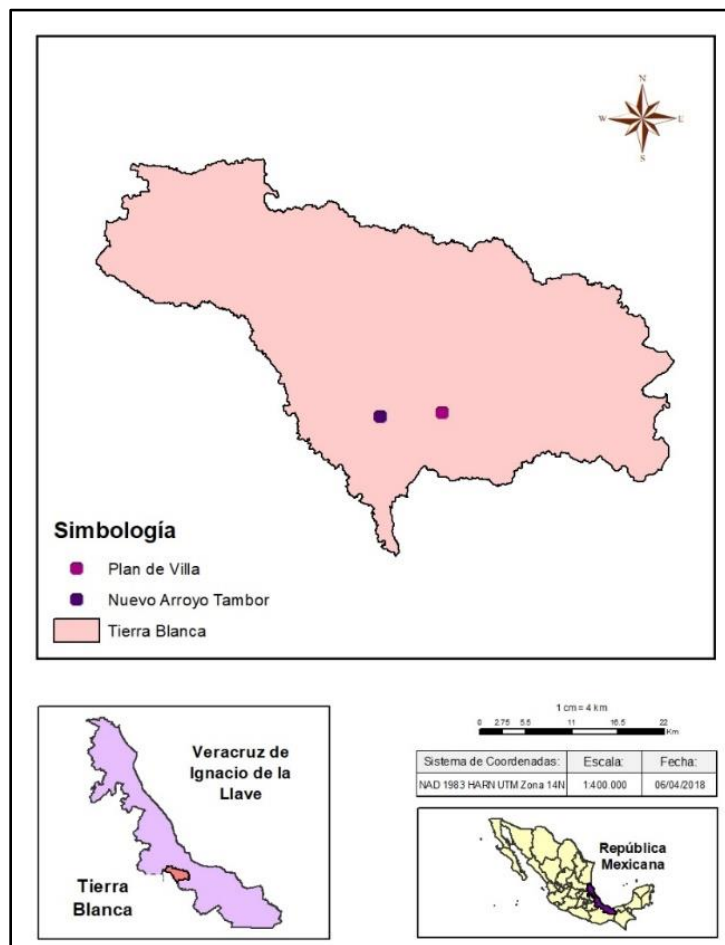 N
W
E
S
Simbología
Plan de Villa
Nuevo Arroyo Tambor
Tierra Blanca
Veracruz de
Ignacio de la
Llave
Tierra
Blanca
1 cm = 4 km
0 2.75 5.5 11 16.5 22
Km
Sistema de Coordenadas: Escala: Fecha:
NAD 1983 HARN UTM Zona 14N 1:400.000 06/04/2018
República
Mexicana